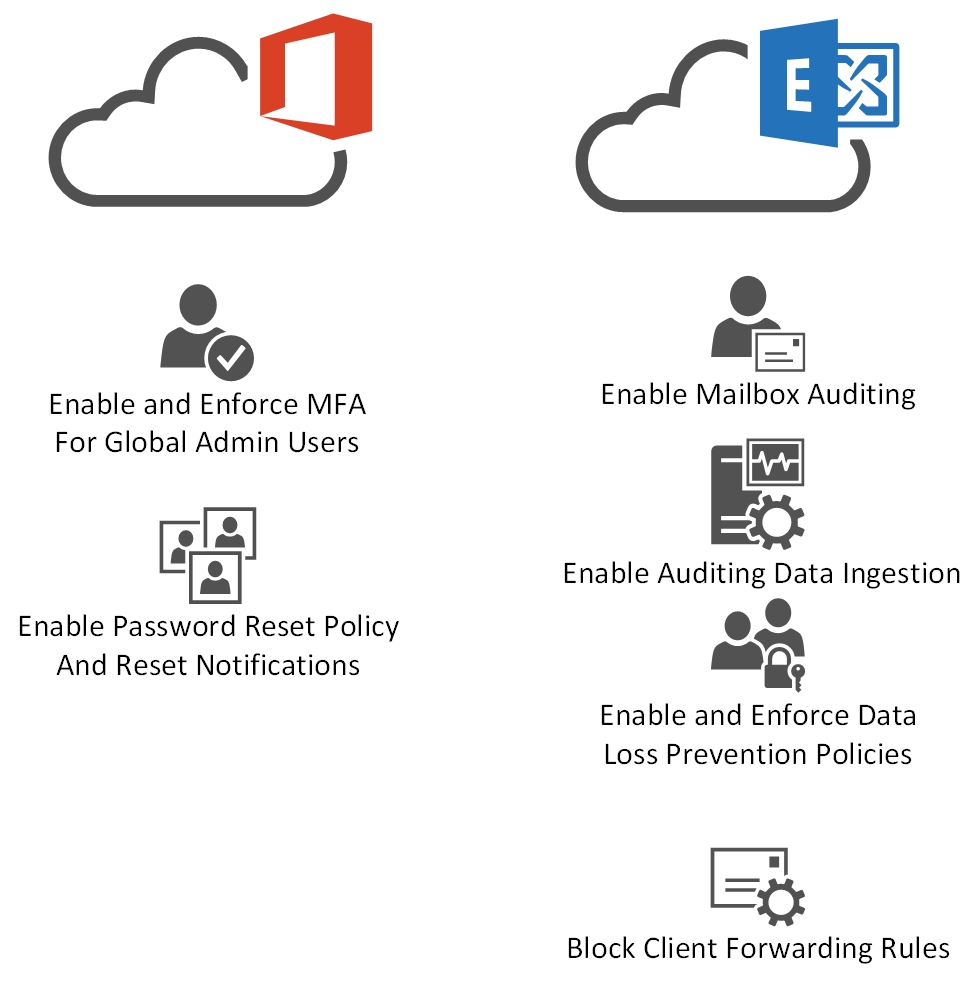 E
Enable and Enforce MFA
For Global Admin Users
Enable Password Reset Policy
And Reset Notifications
Enable Mailbox Auditing
Enable Auditing Data Ingestion
Enable and Enforce Data
Loss Prevention Policies
Block Client Forwarding Rules